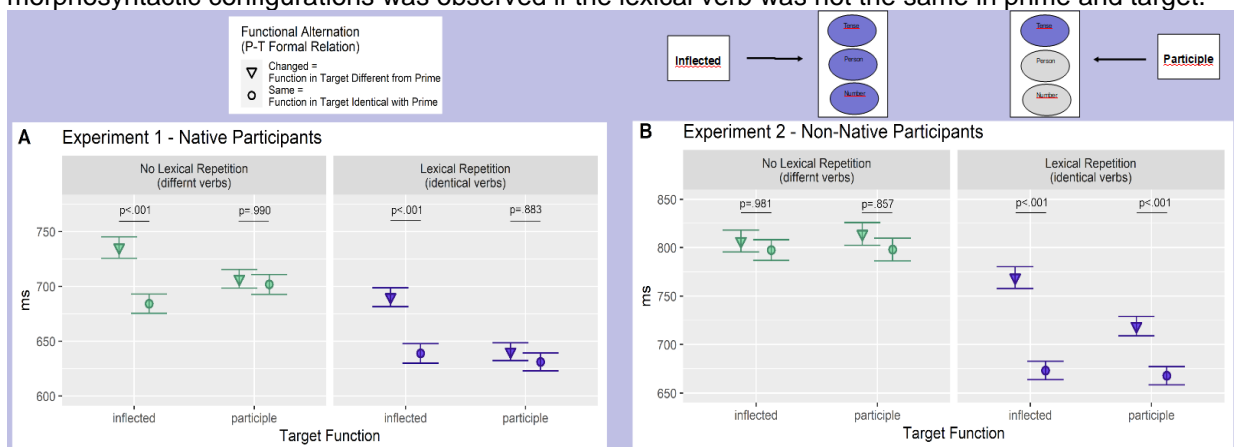 morphosyntactic configurations was observed if the lexical verb was not the same in prime and target.
Functional Alternation
(P-T Formal Relation)
Changed =
Function in Target Different from Prime
Same =
Function in Target Identical with Prime
Inflected
Tense
Person
Number
Tense
Person
Number
Participle
A Experiment 1 - Native Participants
No Lexical Repetition
(differnt verbs)
Lexical Repetition
(identical verbs)
p<.001
p=.990
p<.001
p=.883
750
700
650
600
ms
inflected
participle
inflected
participle
Target Function
B Experiment 2 - Non-Native Participants
No Lexical Repetition
(differnt verbs)
Lexical Repetition
(identical verbs)
p=.981
p=.857
p<.001
p<.001
850
800
750
700
650
ms
inflected
participle
inflected
participle
Target Function